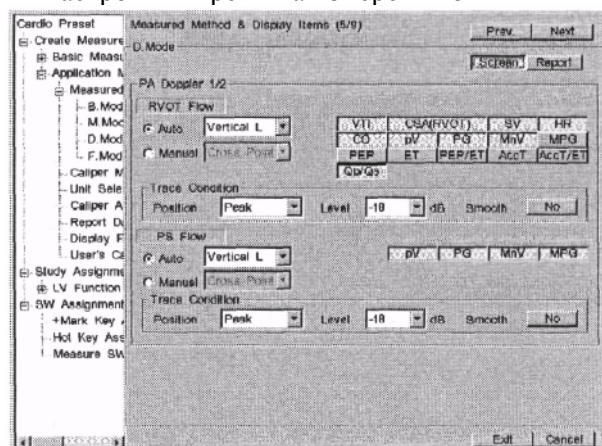 Cardio Preset
Create Measure
Basic Measu
Application M
Measured
B.Mod
M.Moc
D.Mod
F.Mod
Caliper M
Unit Sele
Caliper A
Report Da
Display F
User's Ca
Study Assignme
LV Function
SW Assignment
+Mark Key A
Hot Key Ass
Measure SW
Measured Method & Display Items (5/9)
Prev. Next
D.Mode
Screen Report
PA Doppler 1/2
RVOT Flow
Auto Vertical L
Manual
VTI CSA(RVOT) SV HR
CO pV PG MnV MPG
PEP ET PEP/ET AccT AccT/ET
Qp/Qs
Trace Condition
Position Peak Level -18 dB Smooth No
PS Flow
Auto Vertical L
Manual
pV PG MnV MPG
Trace Condition
Position Peak Level -18 dB Smooth No
Exit Cancel